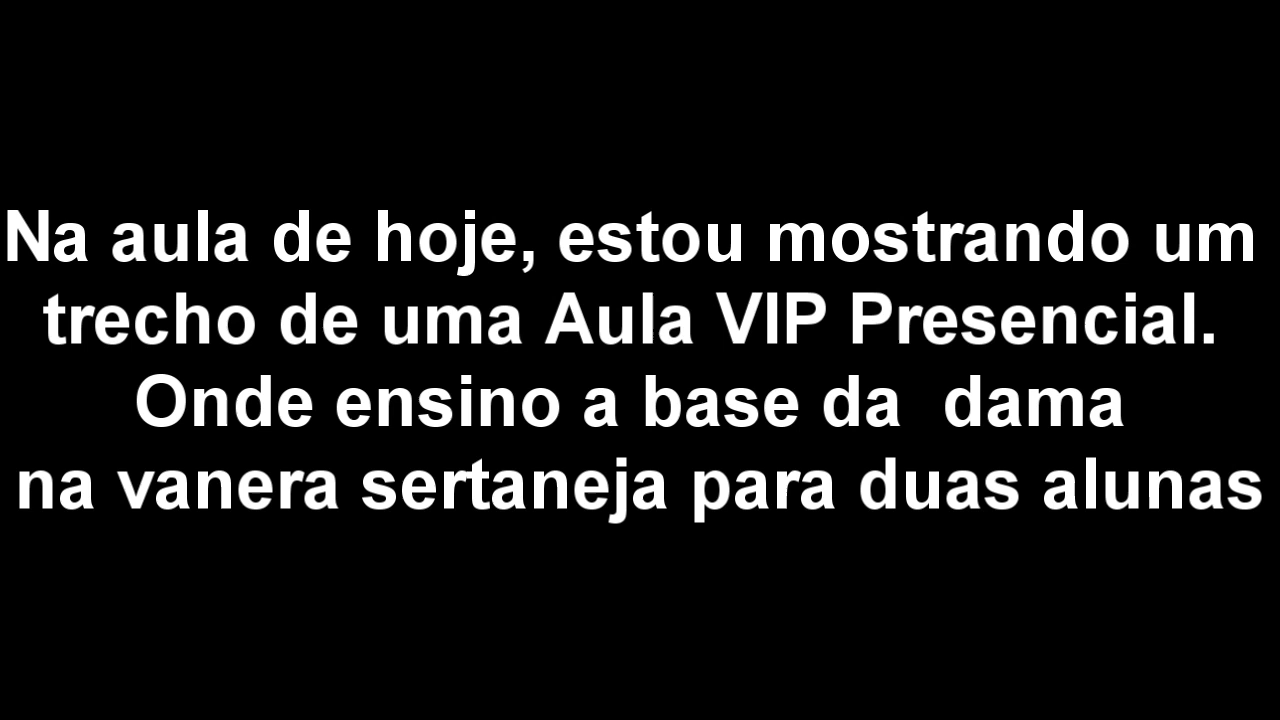 Na aula de hoje, estou mostrando um
trecho de uma Aula VIP Presencial.
Onde ensino a base da  dama
na vanera sertaneja para duas alunas